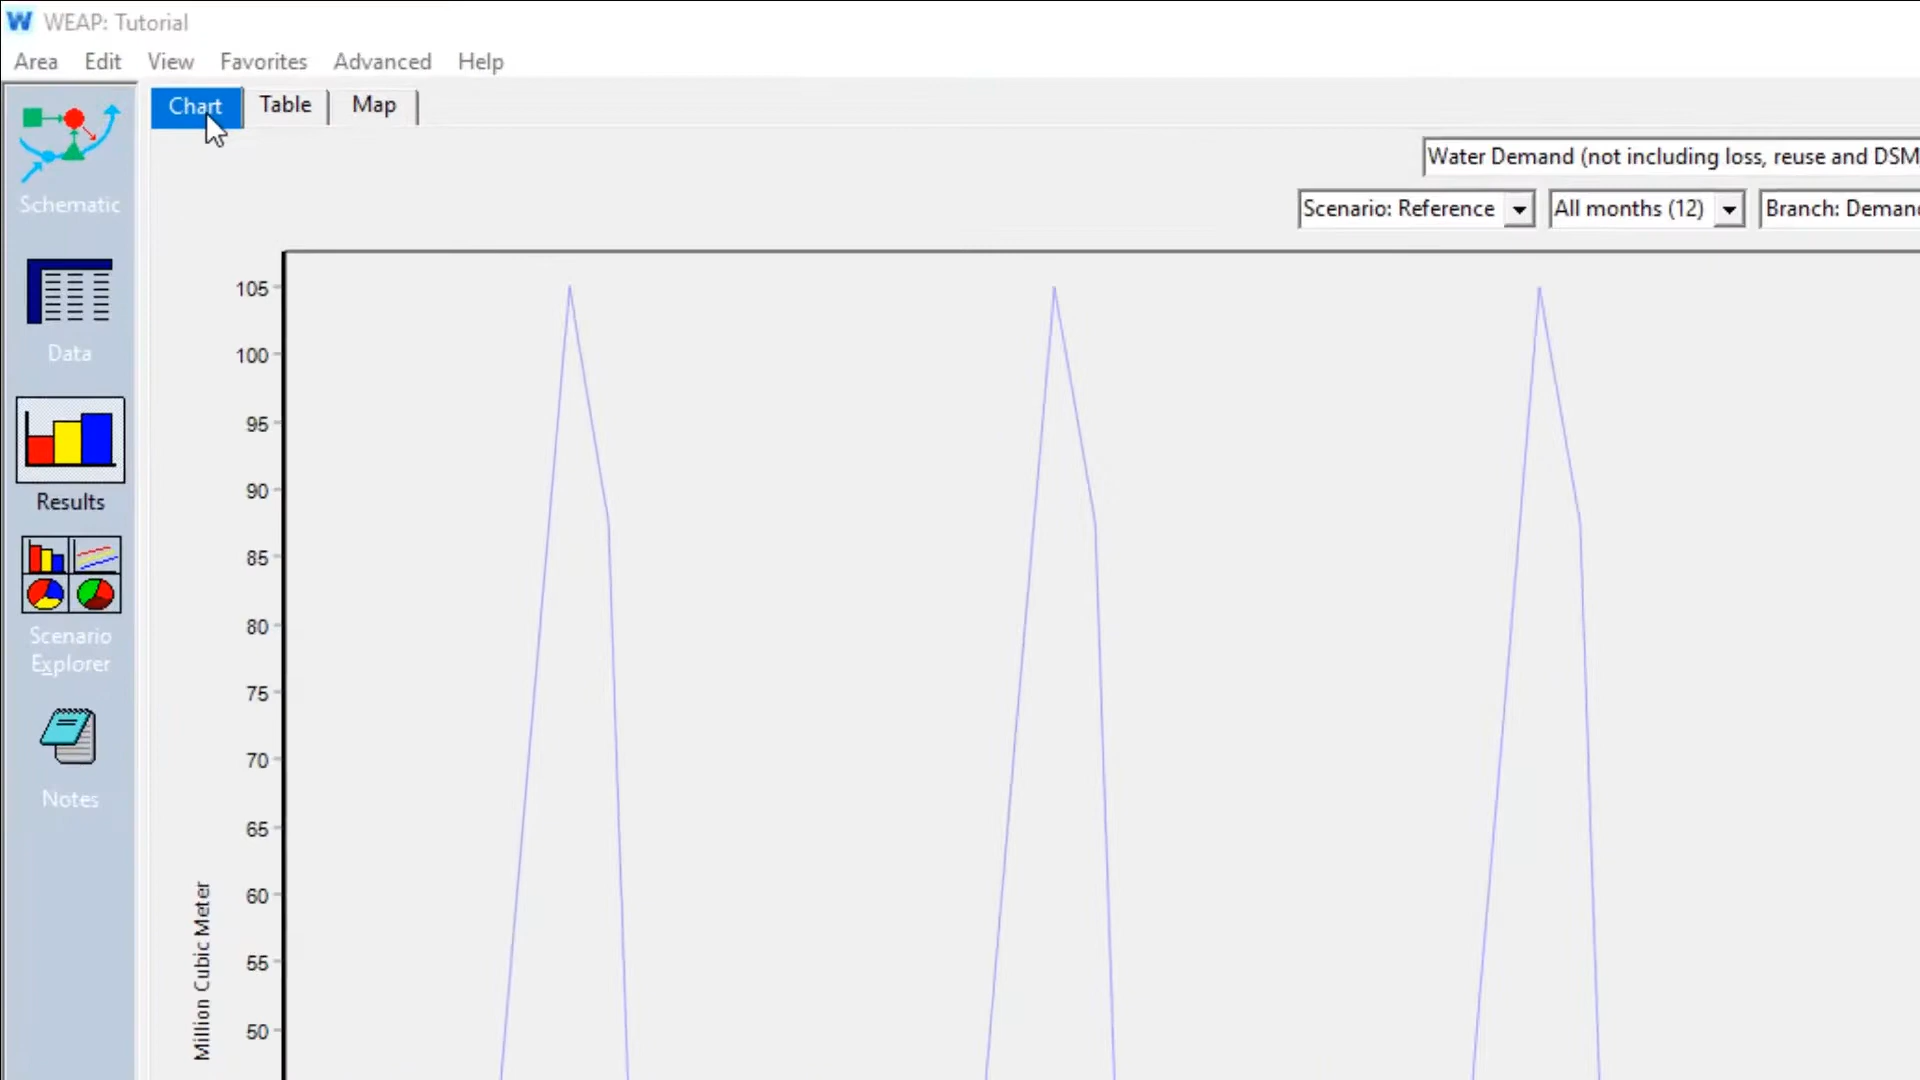 WEAP: Tutorial
Area Edit View Favorites Advanced Help
Chart Table Map
Water Demand (not including loss, reuse and DSM
Scenario: Reference All months (12) Branch: Deman
Schematic
Data
Results
Scenario
Explorer
Notes
105
100
95
90
85
80
75
70
65
60
55
50
Million Cubic Meter